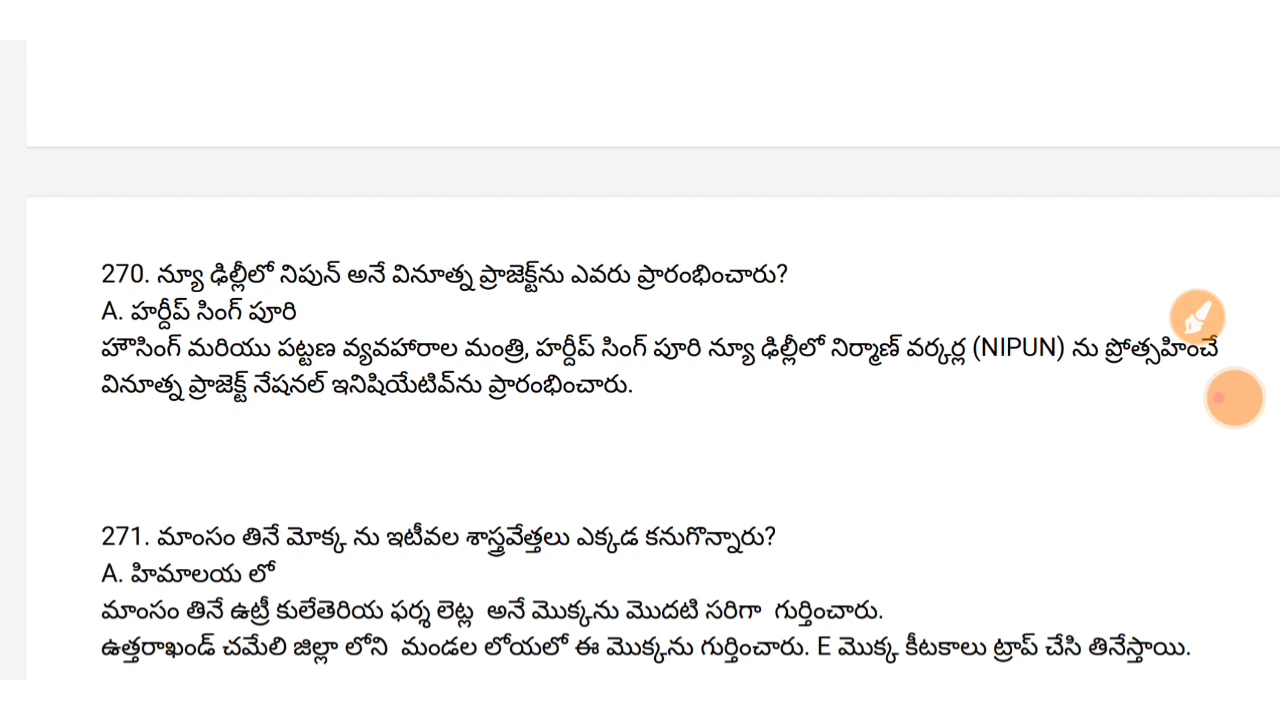 270. న్యూ ఢిల్లీలో నిపున్ అనే వినూత్న ప్రాజెక్ట్‌ను ఎవరు ప్రారంభించారు?
A. హర్దీప్ సింగ్ పూరి
హౌసింగ్ మరియు పట్టణ వ్యవహారాల మంత్రి, హర్దీప్ సింగ్ పూరి న్యూ ఢిల్లీలో నిర్మాణ్ వర్కర్ల (NIPUN) ను ప్రోత్సహించే
వినూత్న ప్రాజెక్ట్ నేషనల్ ఇనిషియేటివ్‌ను ప్రారంభించారు.
271. మాంసం తినే మోక్క ను ఇటీవల శాస్త్రవేత్తలు ఎక్కడ కనుగొన్నారు?
A. హిమాలయ లో
మాంసం తినే ఉట్రీ కులేతెరియ ఫర్శ లెట్ల అనే మొక్కను మొదటి సరిగా గుర్తించారు.
ఉత్తరాఖండ్ చమేలి జిల్లా లోని మండల లోయలో ఈ మొక్కను గుర్తించారు. E మొక్క కీటకాలు ట్రాప్ చేసి తినేస్తాయి.